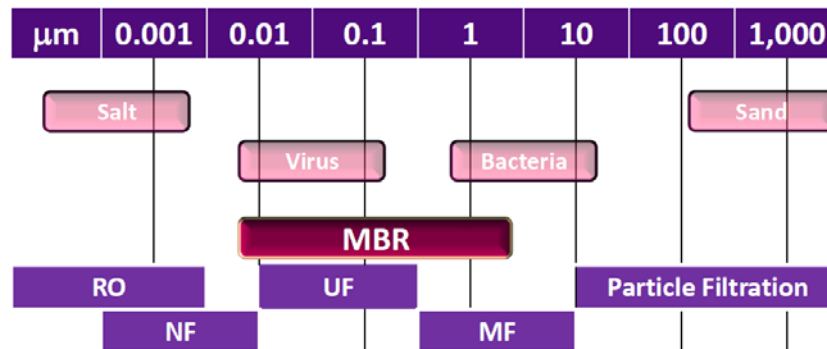 μm 0.001 0.01 0.1 1 10 100 1,000
Salt Sand
Virus Bacteria
MBR
RO UF Particle Filtration
NF MF